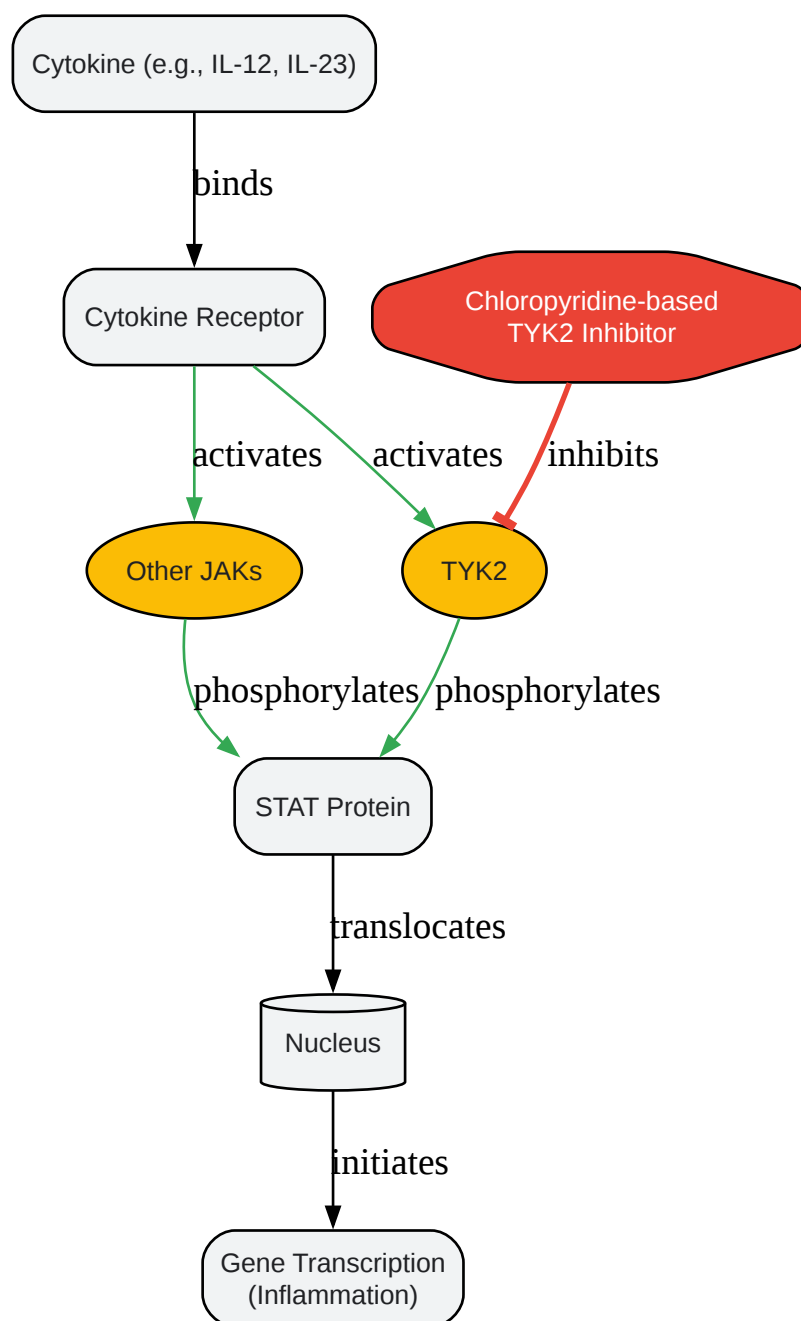 Cytokine (e.g., IL-12, IL-23)
binds
Cytokine Receptor
Chloropyridine-based
TYK2 Inhibitor
activates
activates
inhibits
Other JAKs
TYK2
phosphorylates
phosphorylates
STAT Protein
translocates
Nucleus
initiates
Gene Transcription
(Inflammation)